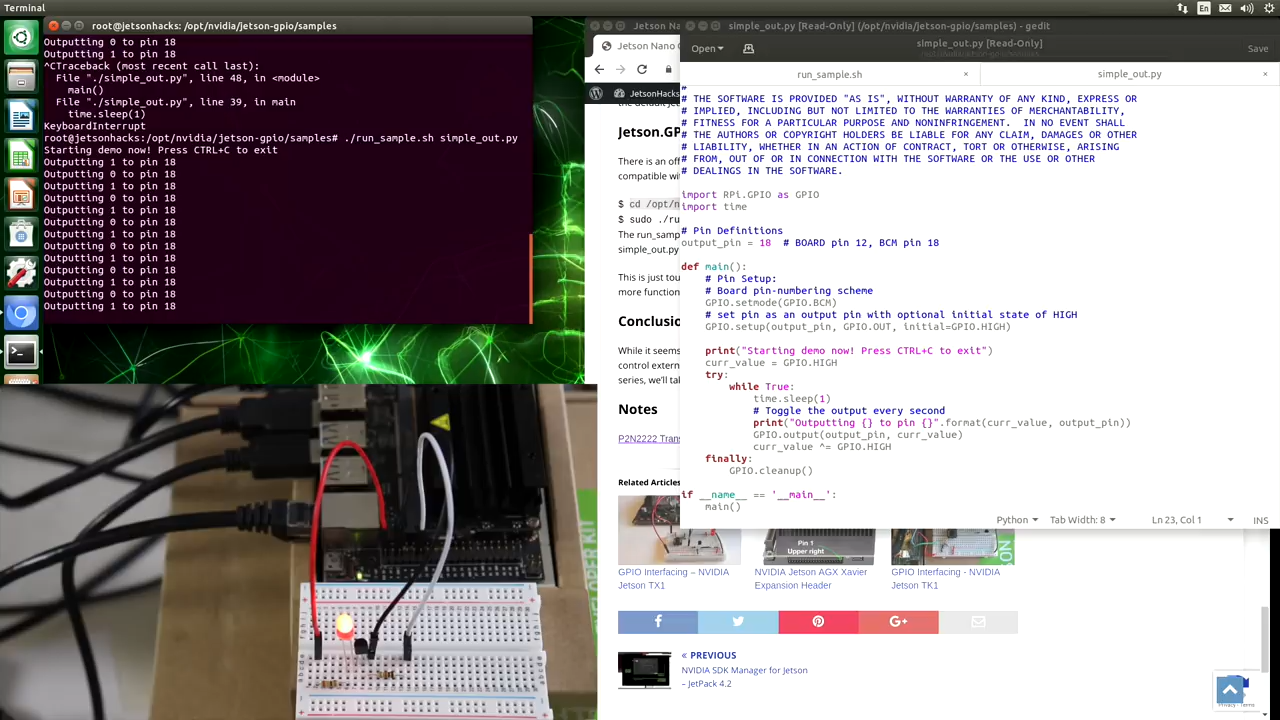 Terminal
En
root@jetsonhacks: /opt/nvidia/jetson-gpio/samples
Outputting 0 to pin 18
Outputting 1 to pin 18
^CTraceback (most recent call last):
File "./simple_out.py", line 48, in <module>
main()
File "./simple_out.py", line 39, in main
time.sleep(1)
KeyboardInterrupt
root@jetsonhacks:/opt/nvidia/jetson-gpio/samples# ./run_sample.sh simple_out.py
Starting demo now! Press CTRL+C to exit
Outputting 1 to pin 18
Outputting 0 to pin 18
Outputting 1 to pin 18
Outputting 0 to pin 18
Outputting 1 to pin 18
Outputting 0 to pin 18
Outputting 1 to pin 18
Outputting 0 to pin 18
Outputting 1 to pin 18
Outputting 0 to pin 18
Outputting 1 to pin 18
Outputting 0 to pin 18
Outputting 1 to pin 18
Jetson Nano
Jetson Nano
JetsonHacks
Jetson.GP
There is an off
compatible wi
$ cd /opt/n
$ sudo ./ru
The run_samp
simple_out.py
This is just tou
more function
Conclusio
While it seems
control extern
series, we'll tal
Notes
P2N2222 Trans
Related Articles
Pin 1
Upper right
GPIO Interfacing – NVIDIA
Jetson TX1
NVIDIA Jetson AGX Xavier
Expansion Header
GPIO Interfacing - NVIDIA
Jetson TK1
« PREVIOUS
NVIDIA SDK Manager for Jetson
– JetPack 4.2
Privacy - Terms
simple_out.py [Read-Only] (/opt/nvidia/jetson-gpio/samples) - gedit
Open
simple_out.py [Read-Only]
/opt/nvidia/jetson-gpio/samples
Save
run_sample.sh
simple_out.py
#
# THE SOFTWARE IS PROVIDED "AS IS", WITHOUT WARRANTY OF ANY KIND, EXPRESS OR
# IMPLIED, INCLUDING BUT NOT LIMITED TO THE WARRANTIES OF MERCHANTABILITY,
# FITNESS FOR A PARTICULAR PURPOSE AND NONINFRINGEMENT.  IN NO EVENT SHALL
# THE AUTHORS OR COPYRIGHT HOLDERS BE LIABLE FOR ANY CLAIM, DAMAGES OR OTHER
# LIABILITY, WHETHER IN AN ACTION OF CONTRACT, TORT OR OTHERWISE, ARISING
# FROM, OUT OF OR IN CONNECTION WITH THE SOFTWARE OR THE USE OR OTHER
# DEALINGS IN THE SOFTWARE.
import RPi.GPIO as GPIO
import time
# Pin Definitions
output_pin = 18  # BOARD pin 12, BCM pin 18
def main():
# Pin Setup:
# Board pin-numbering scheme
GPIO.setmode(GPIO.BCM)
# set pin as an output pin with optional initial state of HIGH
GPIO.setup(output_pin, GPIO.OUT, initial=GPIO.HIGH)
print("Starting demo now! Press CTRL+C to exit")
curr_value = GPIO.HIGH
try:
while True:
time.sleep(1)
# Toggle the output every second
print("Outputting {} to pin {}".format(curr_value, output_pin))
GPIO.output(output_pin, curr_value)
curr_value ^= GPIO.HIGH
finally:
GPIO.cleanup()
if __name__ == '__main__':
main()
Python
Tab Width: 8
Ln 23, Col 1
INS